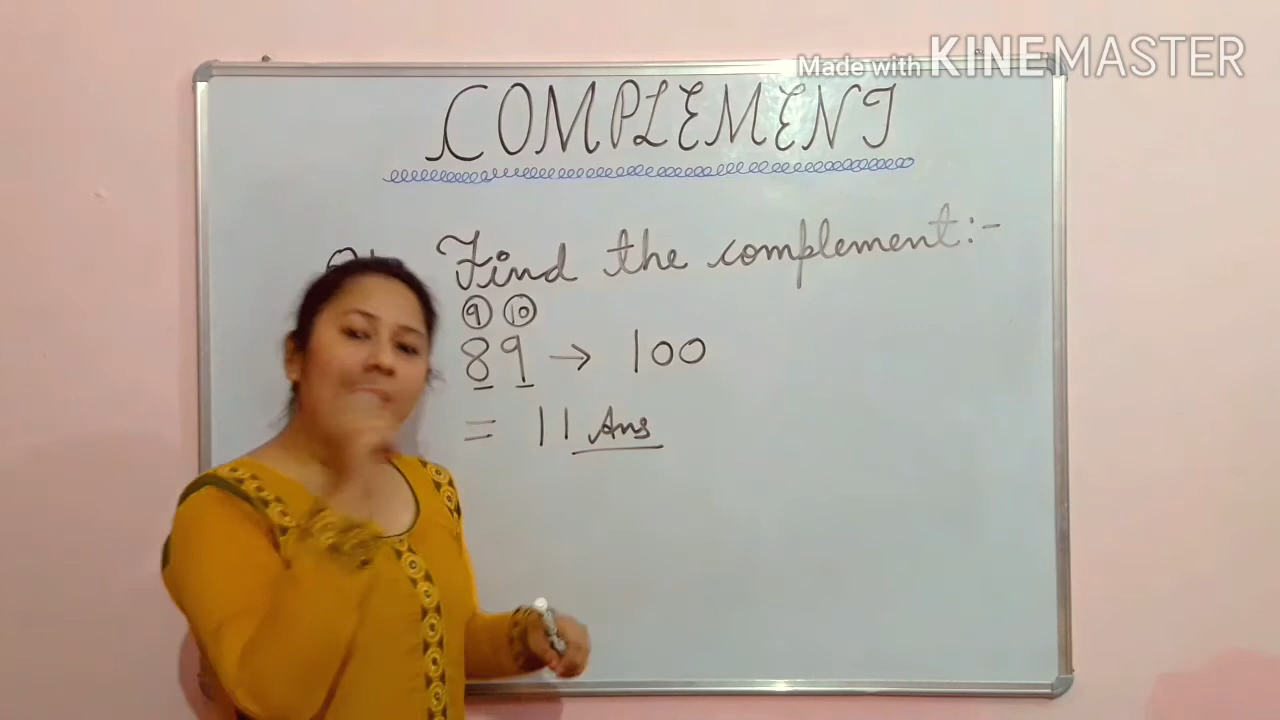 Made with KINEMASTER
COMPLEMENT
Find the complement:-
9 10
89 → 100
= 11 Ans